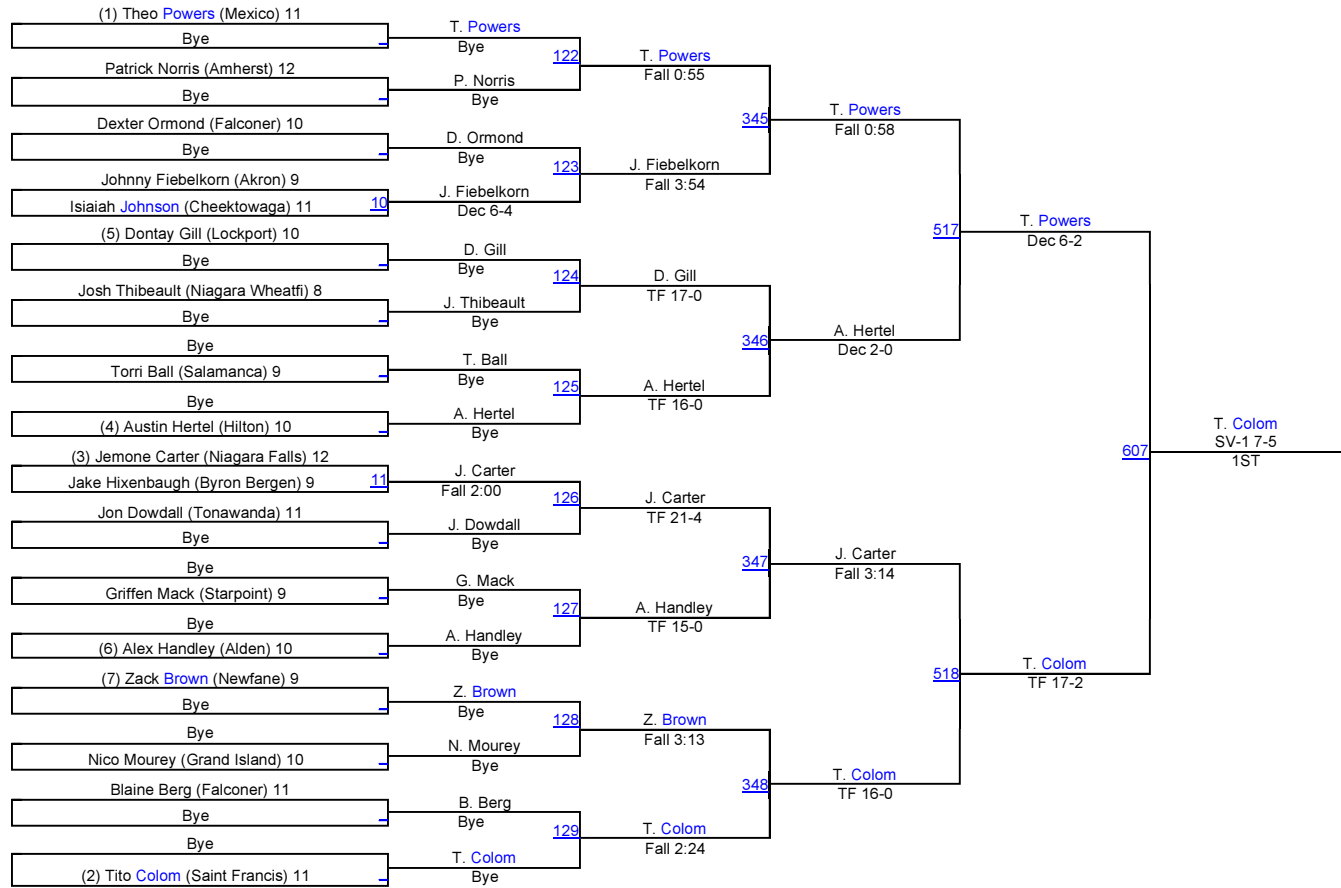 (1) Theo Powers (Mexico) 11
Bye
Patrick Norris (Amherst) 12
Bye
Dexter Ormond (Falconer) 10
Bye
Johnny Fiebelkorn (Akron) 9
Isiaiah Johnson (Cheektowaga) 11
10
(5) Dontay Gill (Lockport) 10
Bye
Josh Thibeault (Niagara Wheatfi) 8
Bye
Bye
Torri Ball (Salamanca) 9
Bye
(4) Austin Hertel (Hilton) 10
(3) Jemone Carter (Niagara Falls) 12
Jake Hixenbaugh (Byron Bergen) 9
11
Jon Dowdall (Tonawanda) 11
Bye
Bye
Griffen Mack (Starpoint) 9
Bye
(6) Alex Handley (Alden) 10
(7) Zack Brown (Newfane) 9
Bye
Bye
Nico Mourey (Grand Island) 10
Blaine Berg (Falconer) 11
Bye
Bye
(2) Tito Colom (Saint Francis) 11
T. Powers
Bye
122
P. Norris
Bye
D. Ormond
Bye
123
J. Fiebelkorn
Dec 6-4
D. Gill
Bye
124
J. Thibeault
Bye
T. Ball
Bye
125
A. Hertel
Bye
J. Carter
Fall 2:00
126
J. Dowdall
Bye
G. Mack
Bye
127
A. Handley
Bye
Z. Brown
Bye
128
N. Mourey
Bye
B. Berg
Bye
129
T. Colom
Bye
T. Powers
Fall 0:55
345
J. Fiebelkorn
Fall 3:54
D. Gill
TF 17-0
346
A. Hertel
TF 16-0
J. Carter
TF 21-4
347
A. Handley
TF 15-0
Z. Brown
Fall 3:13
348
T. Colom
Fall 2:24
T. Powers
Fall 0:58
517
A. Hertel
Dec 2-0
J. Carter
Fall 3:14
518
T. Colom
TF 16-0
T. Powers
Dec 6-2
607
T. Colom
TF 17-2
T. Colom
SV-1 7-5
1ST